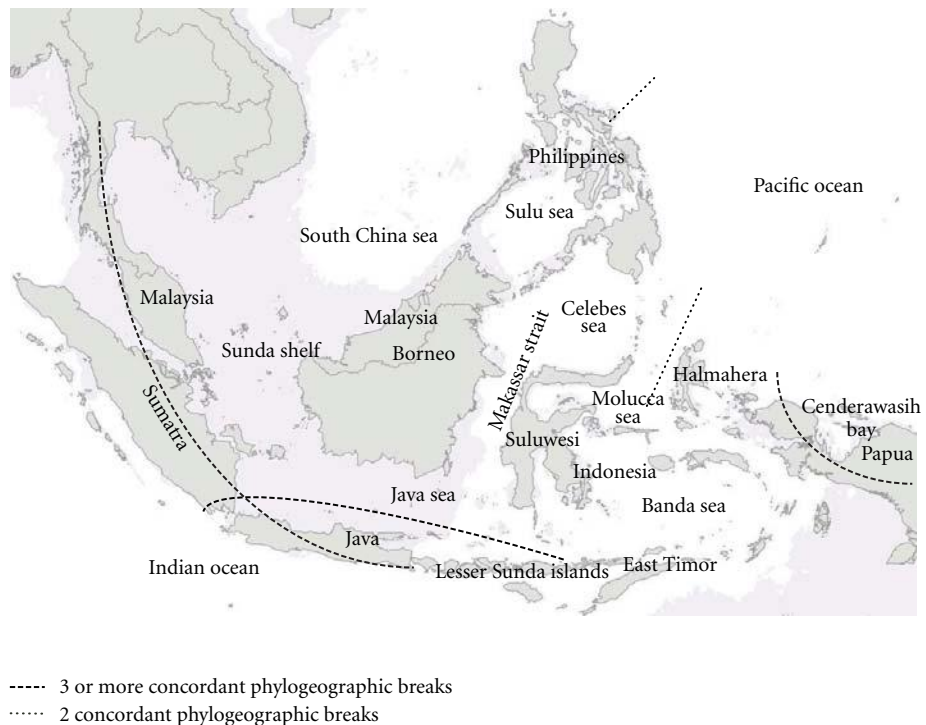 Philippines
Pacific ocean
Sulu sea
South China sea
Malaysia
Celebes
sea
Malaysia
Makassar strait
Sunda shelf
Borneo
Halmahera
Sumatra
Molucca
sea
Cenderawasih
bay
Suluwesi
Papua
Indonesia
Java sea
Banda sea
Java
Indian ocean
Lesser Sunda islands
East Timor
3 or more concordant phylogeographic breaks
2 concordant phylogeographic breaks